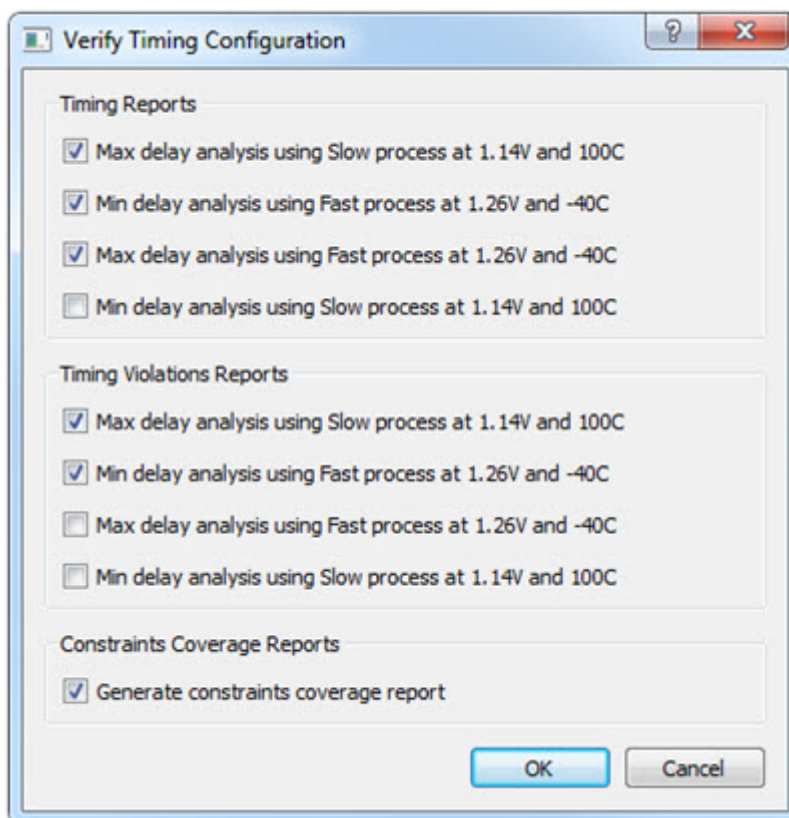 Verify Timing Configuration
Timing Reports
Max delay analysis using Slow process at 1.14V and 100C
Min delay analysis using Fast process at 1.26V and -40C
Max delay analysis using Fast process at 1.26V and -40C
Min delay analysis using Slow process at 1.14V and 100C
Timing Violations Reports
Max delay analysis using Slow process at 1.14V and 100C
Min delay analysis using Fast process at 1.26V and -40C
Max delay analysis using Fast process at 1.26V and -40C
Min delay analysis using Slow process at 1.14V and 100C
Constraints Coverage Reports
Generate constraints coverage report
OK Cancel